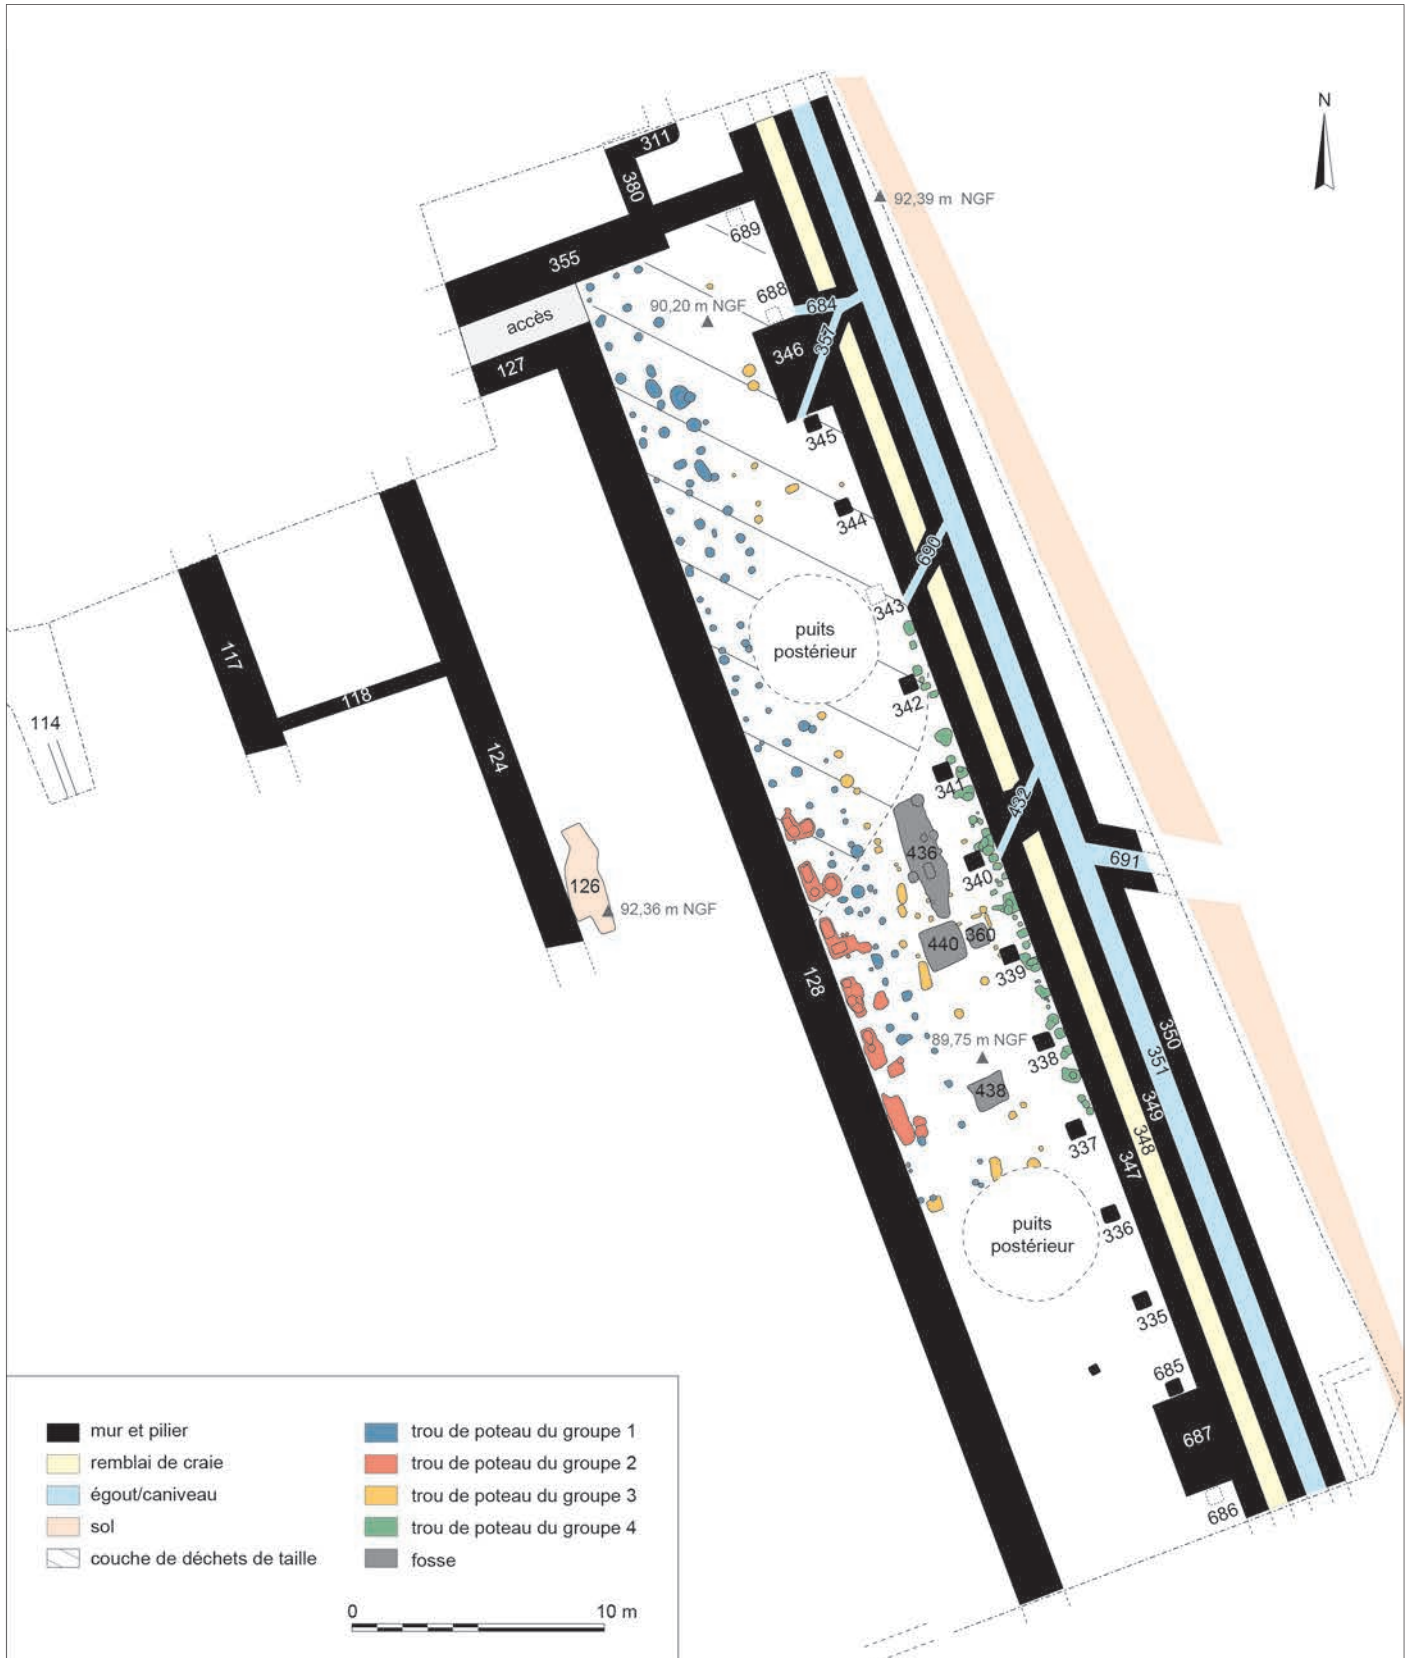 N
311
380
92,39 m NGF
689
355
688
90,20 m NGF
684
accès
357
346
127
345
344
690
343
puits
postérieur
117
118
342
114
124
341
432
436
340
691
126
92,36 m NGF
440
360
339
128
350
89,75 m NGF
338
351
438
349
337
348
347
336
puits
postérieur
335
685
687
686
mur et pilier
remblai de craie
égout/caniveau
sol
couche de déchets de taille
trou de poteau du groupe 1
trou de poteau du groupe 2
trou de poteau du groupe 3
trou de poteau du groupe 4
fosse
0
10 m